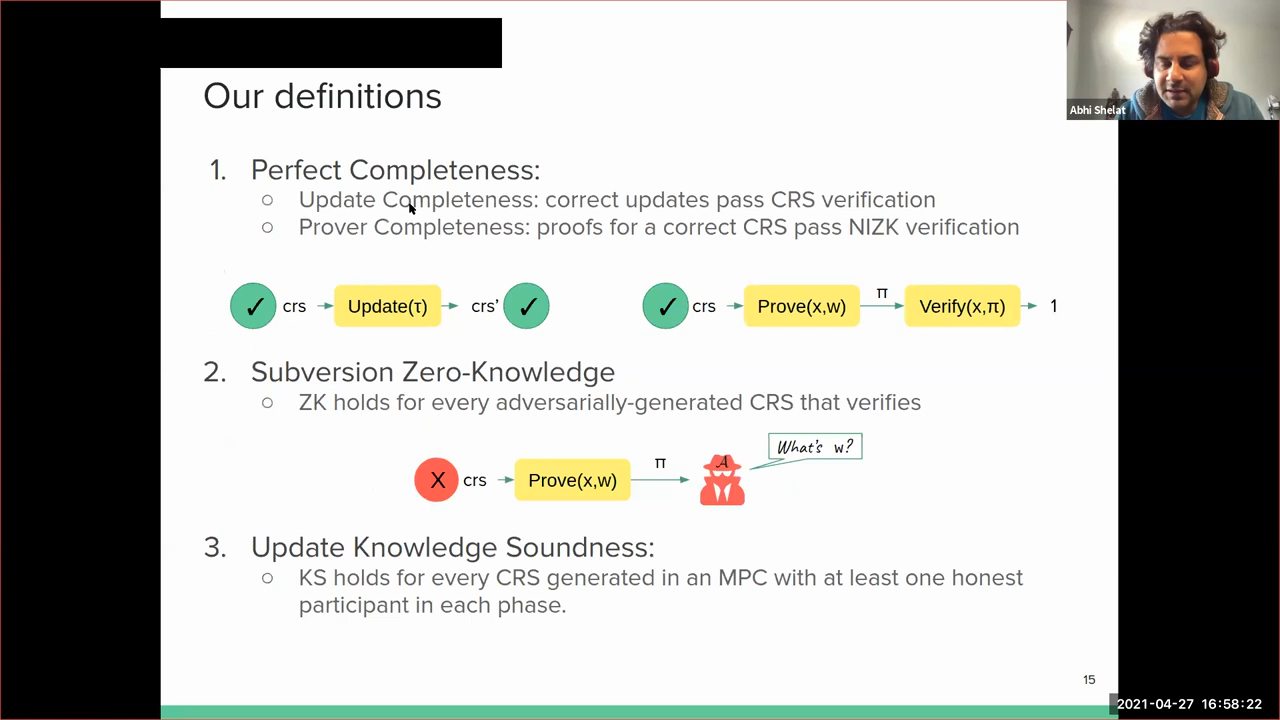 Abhi Shelat
Our definitions
1. Perfect Completeness:
○ Update Completeness: correct updates pass CRS verification
○ Prover Completeness: proofs for a correct CRS pass NIZK verification
✓ crs Update(τ) crs’ ✓
✓ crs Prove(x,w) π Verify(x,π) 1
2. Subversion Zero-Knowledge
○ ZK holds for every adversarially-generated CRS that verifies
What's w?
X crs Prove(x,w) π A
3. Update Knowledge Soundness:
○ KS holds for every CRS generated in an MPC with at least one honest
participant in each phase.
15
2021-04-27 16:58:22